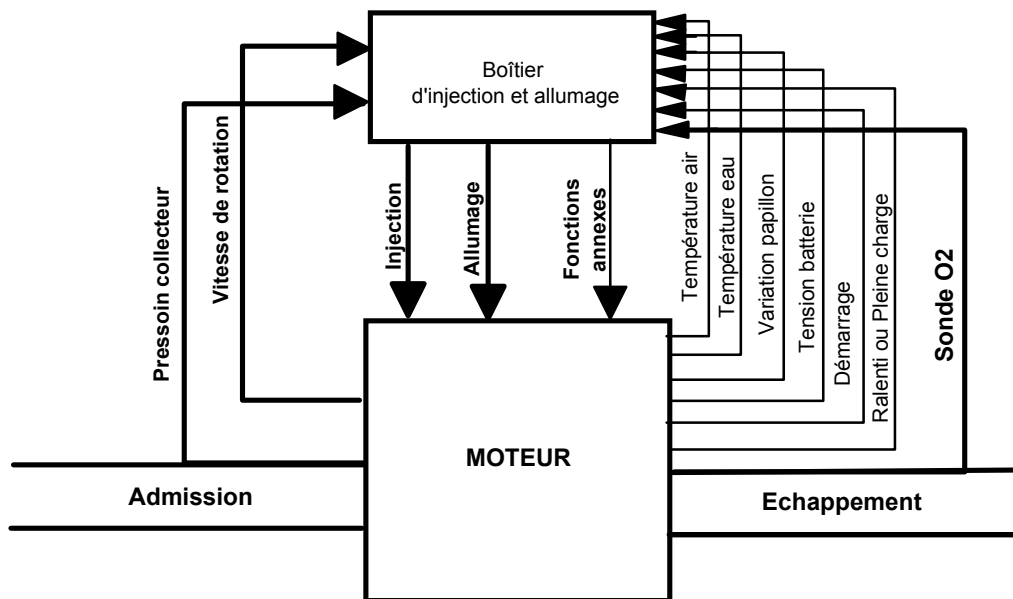 Boîtier
d'injection et allumage
Pressoin collecteur
Vitesse de rotation
Injection
Allumage
Fonctions
annexes
Température air
Température eau
Variation papillon
Tension batterie
Démarrage
Ralenti ou Pleine charge
Sonde O2
MOTEUR
Admission
Echappement